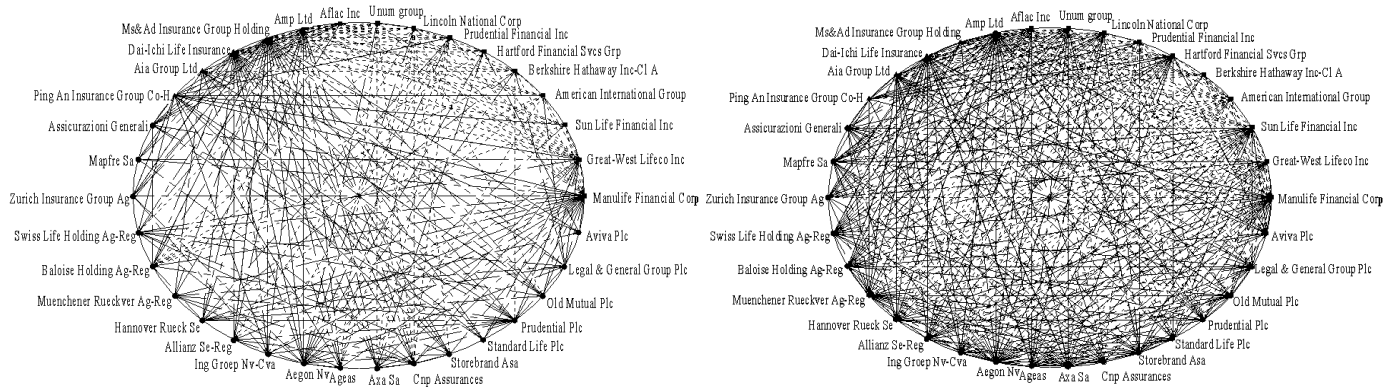 Aflac Inc
Unum group
Lincoln National Corp
Prudential Financial Inc
Hartford Financial Svcs Grp
Berkshire Hathaway Inc-Cl A
American International Group
Sun Life Financial Inc
Great-West Lifeco Inc
Manulife Financial Corp
Aviva Plc
Legal & General Group Plc
Old Mutual Plc
Prudential Plc
Standard Life Plc
Storebrand Asa
Cnp Assurances
Axa Sa
Ageas
Aegon Nv
Ing Groep Nv-Cva
Allianz Se-Reg
Hannover Rueck Se
Muenchener Rueckver Ag-Reg
Baloise Holding Ag-Reg
Swiss Life Holding Ag-Reg
Zurich Insurance Group Ag
Mapfre Sa
Assicurazioni Generali
Ping An Insurance Group Co-H
Aia Group Ltd
Dai-Ichi Life Insurance
Ms&Ad Insurance Group Holding
Amp Ltd
Aflac Inc
Unum group
Lincoln National Corp
Prudential Financial Inc
Hartford Financial Svcs Grp
Berkshire Hathaway Inc-Cl A
American International Group
Sun Life Financial Inc
Great-West Lifeco Inc
Manulife Financial Corp
Aviva Plc
Legal & General Group Plc
Old Mutual Plc
Prudential Plc
Standard Life Plc
Storebrand Asa
Cnp Assurances
Axa Sa
Ageas
Aegon Nv
Ing Groep Nv-Cva
Allianz Se-Reg
Hannover Rueck Se
Muenchener Rueckver Ag-Reg
Baloise Holding Ag-Reg
Swiss Life Holding Ag-Reg
Zurich Insurance Group Ag
Mapfre Sa
Assicurazioni Generali
Ping An Insurance Group Co-H
Aia Group Ltd
Dai-Ichi Life Insurance
Ms&Ad Insurance Group Holding
Amp Ltd